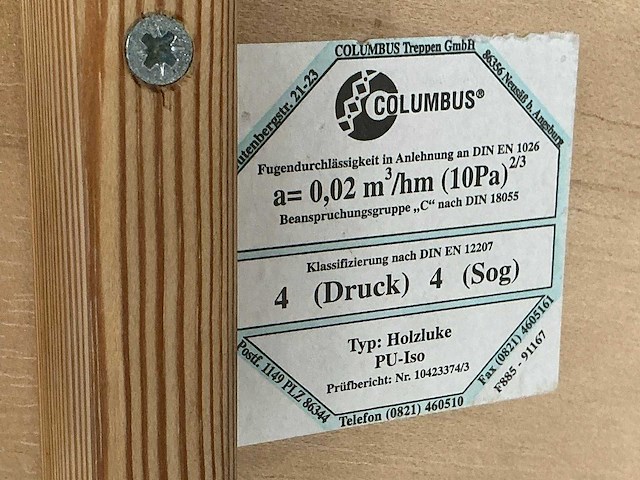 COLUMBUS Treppen GmbH
utenbergstr. 21-23
86356 Neusäß b. Augsburg
COLUMBUS®
Fugendurchlässigkeit in Anlehnung an DIN EN 1026
a= 0,02 m³/hm (10Pa)²/³
Beanspruchungsgruppe „C“ nach DIN 18055
Klassifizierung nach DIN EN 12207
4 (Druck) 4 (Sog)
Typ: Holzluke
PU-Iso
Prüfbericht: Nr. 10423374/3
Postf. 1149 PLZ 86344
Telefon (0821) 460510
Fax (0821) 4605161
F885 - 91167